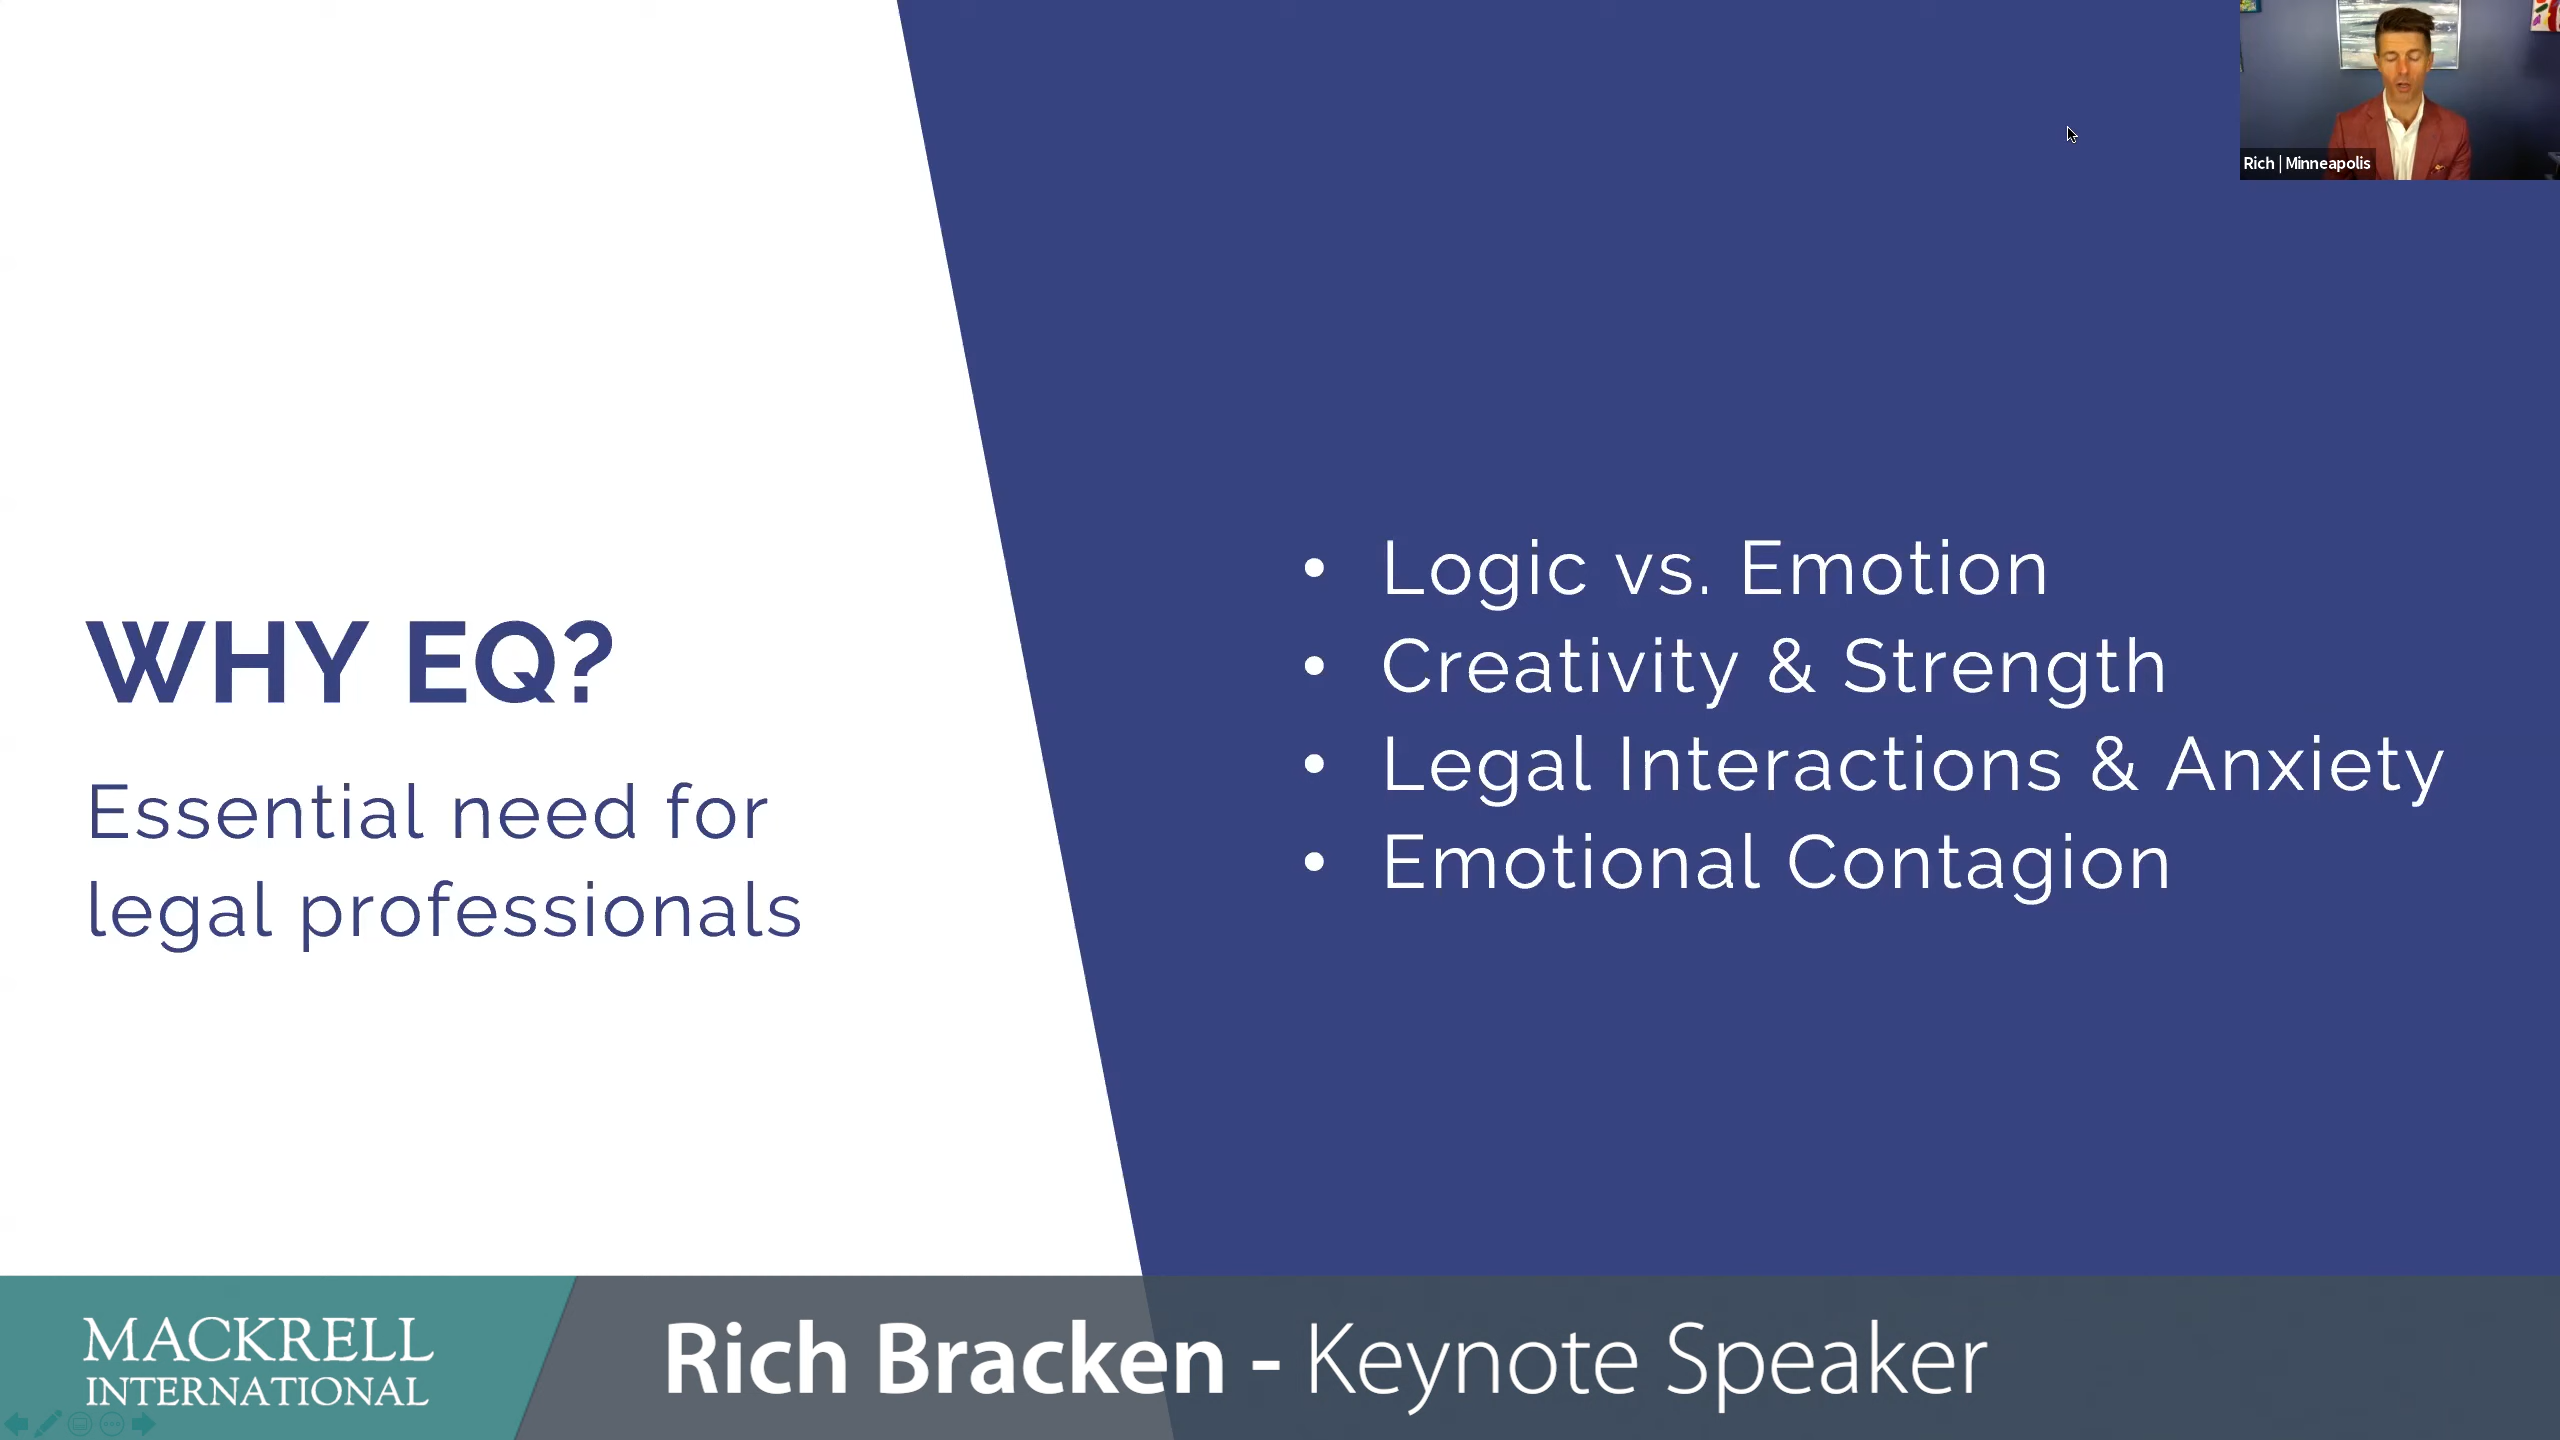 Rich | Minneapolis
WHY EQ?
Essential need for
legal professionals
• Logic vs. Emotion
• Creativity & Strength
• Legal Interactions & Anxiety
• Emotional Contagion
MACKRELL
INTERNATIONAL
Rich Bracken - Keynote Speaker